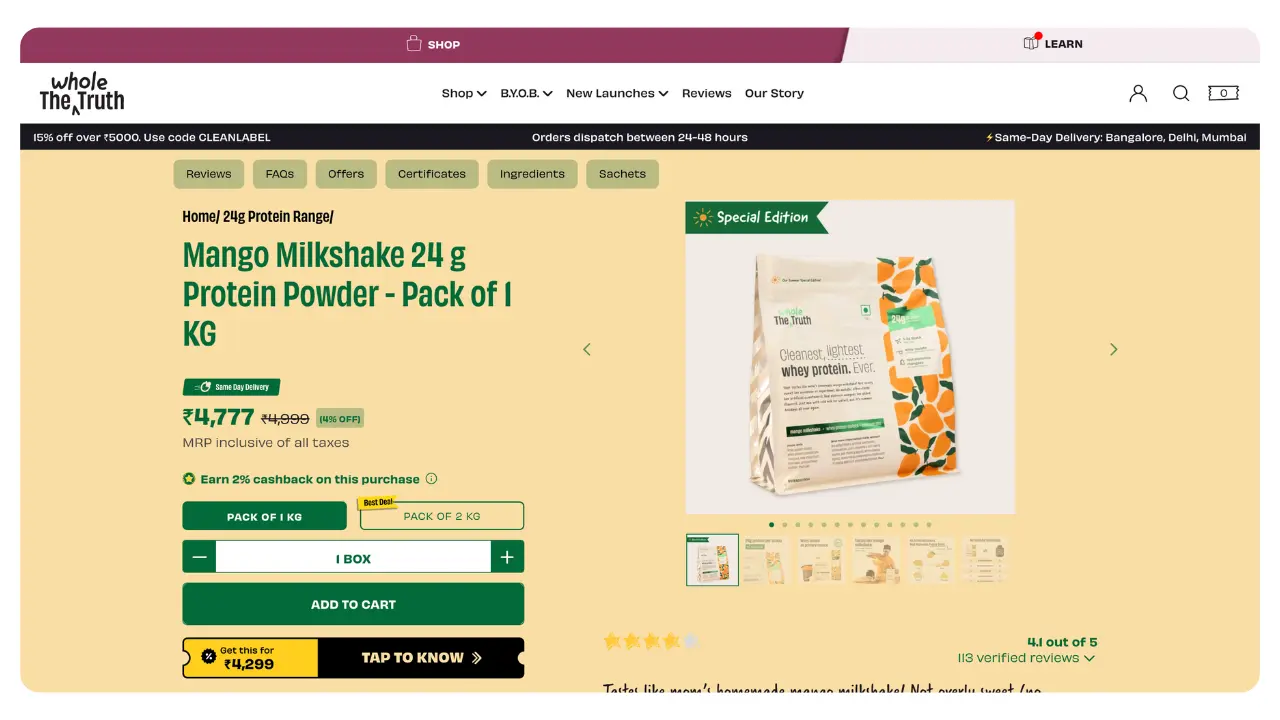 SHOP
LEARN
The whole Truth
Shop
B.Y.O.B.
New Launches
Reviews
Our Story
0
15% off over ₹5000. Use code CLEANLABEL
Orders dispatch between 24-48 hours
⚡Same-Day Delivery: Bangalore, Delhi, Mumbai
Reviews
FAQs
Offers
Certificates
Ingredients
Sachets
Home/ 24g Protein Range/
Mango Milkshake 24 g
Protein Powder - Pack of 1
KG
Same Day Delivery
₹4,777 ₹4,999 (4% OFF)
MRP inclusive of all taxes
Earn 2% cashback on this purchase
Best Deal
PACK OF 1 KG
PACK OF 2 KG
1 BOX
ADD TO CART
Get this for
₹4,299
TAP TO KNOW
Special Edition
The whole Truth
24g
Cleanest, lightest
whey protein. Ever.
4.1 out of 5
113 verified reviews
Tastes like mom's homemade mango milkshake! Not overly sweet (no